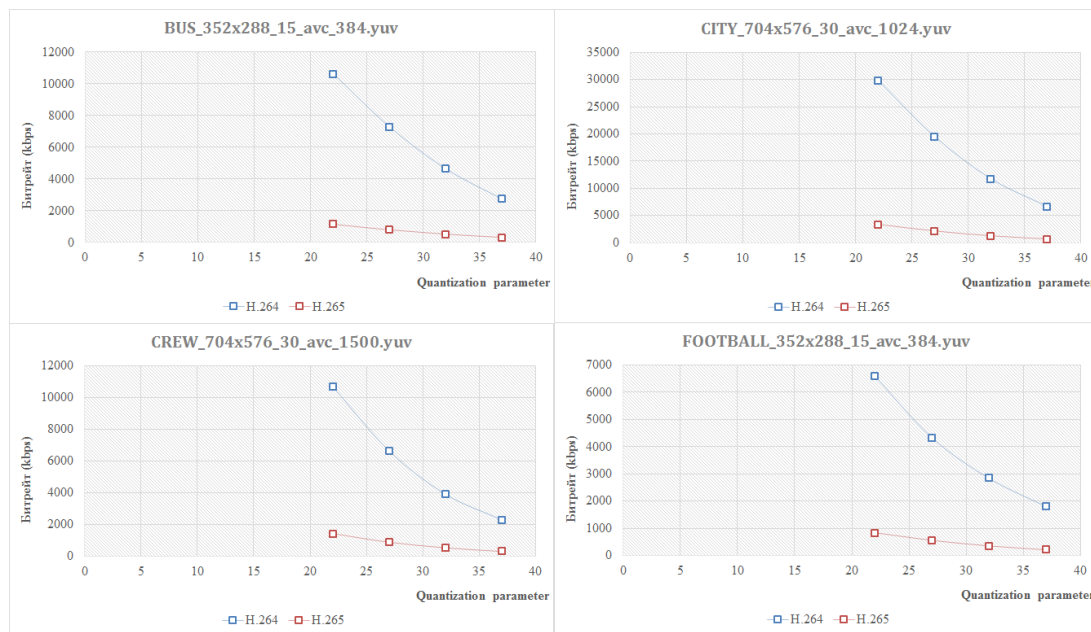 BUS_352x288_15_avc_384.yuv
12000
10000
8000
6000
4000
2000
0
Битрейт (kbps)
0 5 10 15 20 25 30 35 40
Quantization parameter
H.264 H.265
CITY_704x576_30_avc_1024.yuv
35000
30000
25000
20000
15000
10000
5000
0
Битрейт (kbps)
0 5 10 15 20 25 30 35 40
Quantization parameter
H.264 H.265
CREW_704x576_30_avc_1500.yuv
12000
10000
8000
6000
4000
2000
0
Битрейт (kbps)
0 5 10 15 20 25 30 35 40
Quantization parameter
H.264 H.265
FOOTBALL_352x288_15_avc_384.yuv
7000
6000
5000
4000
3000
2000
1000
0
Битрейт (kbps)
0 5 10 15 20 25 30 35 40
Quantization parameter
H.264 H.265